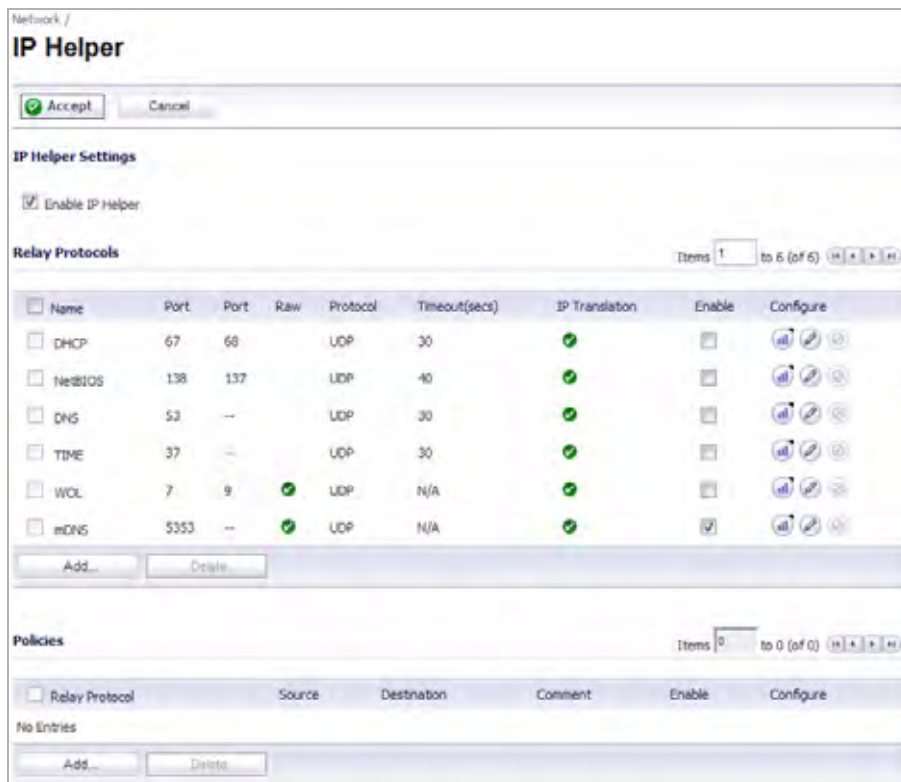 Network /
IP Helper
Accept Cancel
IP Helper Settings
Enable IP Helper
Relay Protocols Items 1 to 6 (of 6)
Name Port Port Raw Protocol Timeout(secs) IP Translation Enable Configure
DHCP 67 68 UDP 30
NetBIOS 138 137 UDP 40
DNS 53 -- UDP 30
TIME 37 -- UDP 30
WOL 7 9 UDP N/A
mDNS 5353 -- UDP N/A
Add... Delete
Policies Items 0 to 0 (of 0)
Relay Protocol Source Destination Comment Enable Configure
No Entries
Add... Delete